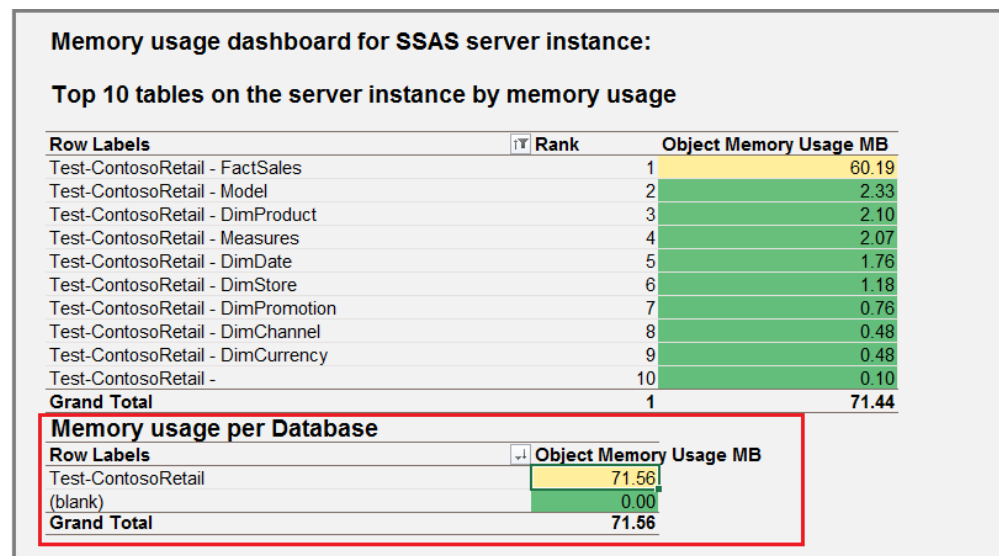 Memory usage dashboard for SSAS server instance:
Top 10 tables on the server instance by memory usage
Row Labels Rank Object Memory Usage MB
Test-ContosoRetail - FactSales 1 60.19
Test-ContosoRetail - Model 2 2.33
Test-ContosoRetail - DimProduct 3 2.10
Test-ContosoRetail - Measures 4 2.07
Test-ContosoRetail - DimDate 5 1.76
Test-ContosoRetail - DimStore 6 1.18
Test-ContosoRetail - DimPromotion 7 0.76
Test-ContosoRetail - DimChannel 8 0.48
Test-ContosoRetail - DimCurrency 9 0.48
Test-ContosoRetail - 10 0.10
Grand Total 1 71.44
Memory usage per Database
Row Labels Object Memory Usage MB
Test-ContosoRetail 71.56
(blank) 0.00
Grand Total 71.56